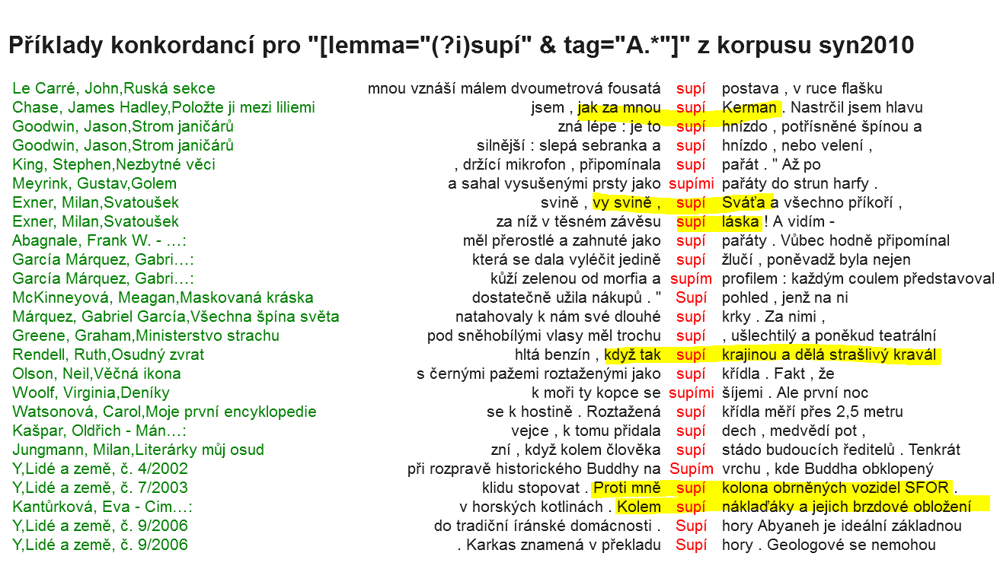 Příklady konkordancí pro "[lemma="(?i)supí" & tag="A.*"]" z korpusu syn2010
Le Carré, John,Ruská sekce mnou vznáší málem dvoumetrová fousatá supí postava , v ruce flašku
Chase, James Hadley,Položte ji mezi liliemi jsem , jak za mnou supí Kerman . Nastrčil jsem hlavu
Goodwin, Jason,Strom janičárů zná lépe : je to supí hnízdo , potřísněné špínou a
Goodwin, Jason,Strom janičárů silnější : slepá sebranka a supí hnízdo , nebo velení ,
King, Stephen,Nezbytné věci , držící mikrofon , připomínala supí pařát . " Až po
Meyrink, Gustav,Golem a sahal vysušenými prsty jako supími pařáty do strun harfy .
Exner, Milan,Svatoušek svině , vy svině , supí Sváťa a všechno příkoří ,
Exner, Milan,Svatoušek za níž v těsném závěsu supí láska ! A vidím -
Abagnale, Frank W. - …: měl přerostlé a zahnuté jako supí pařáty . Vůbec hodně připomínal
García Márquez, Gabri…: která se dala vyléčit jedině supí žlučí , poněvadž byla nejen
García Márquez, Gabri…: kůží zelenou od morfia a supím profilem : každým coulem představoval
McKinneyová, Meagan,Maskovaná kráska dostatečně užila nákupů . " Supí pohled , jenž na ni
Márquez, Gabriel García,Všechna špína světa natahovaly k nám své dlouhé supí krky . Za nimi ,
Greene, Graham,Ministerstvo strachu pod sněhobílými vlasy měl trochu supí , ušlechtilý a poněkud teatrální
Rendell, Ruth,Osudný zvrat hltá benzín , když tak supí krajinou a dělá strašlivý kravál
Olson, Neil,Věčná ikona s černými pažemi roztaženými jako supí křídla . Fakt , že
Woolf, Virginia,Deníky k moři ty kopce se supími šíjemi . Ale první noc
Watsonová, Carol,Moje první encyklopedie se k hostině . Roztažená supí křídla měří přes 2,5 metru
Kašpar, Oldřich - Mán…: vejce , k tomu přidala supí dech , medvědí pot ,
Jungmann, Milan,Literárky můj osud zní , když kolem člověka supí stádo budoucích ředitelů . Tenkrát
Y,Lidé a země, č. 4/2002 při rozpravě historického Buddhy na Supím vrchu , kde Buddha obklopený
Y,Lidé a země, č. 7/2003 klidu stopovat . Proti mně supí kolona obrněných vozidel SFOR .
Kantůrková, Eva - Cim…: v horských kotlinách . Kolem supí náklaďáky a jejich brzdové obložení
Y,Lidé a země, č. 9/2006 do tradiční íránské domácnosti . Supí hory Abyaneh je ideální základnou
Y,Lidé a země, č. 9/2006 . Karkas znamená v překladu Supí hory . Geologové se nemohou